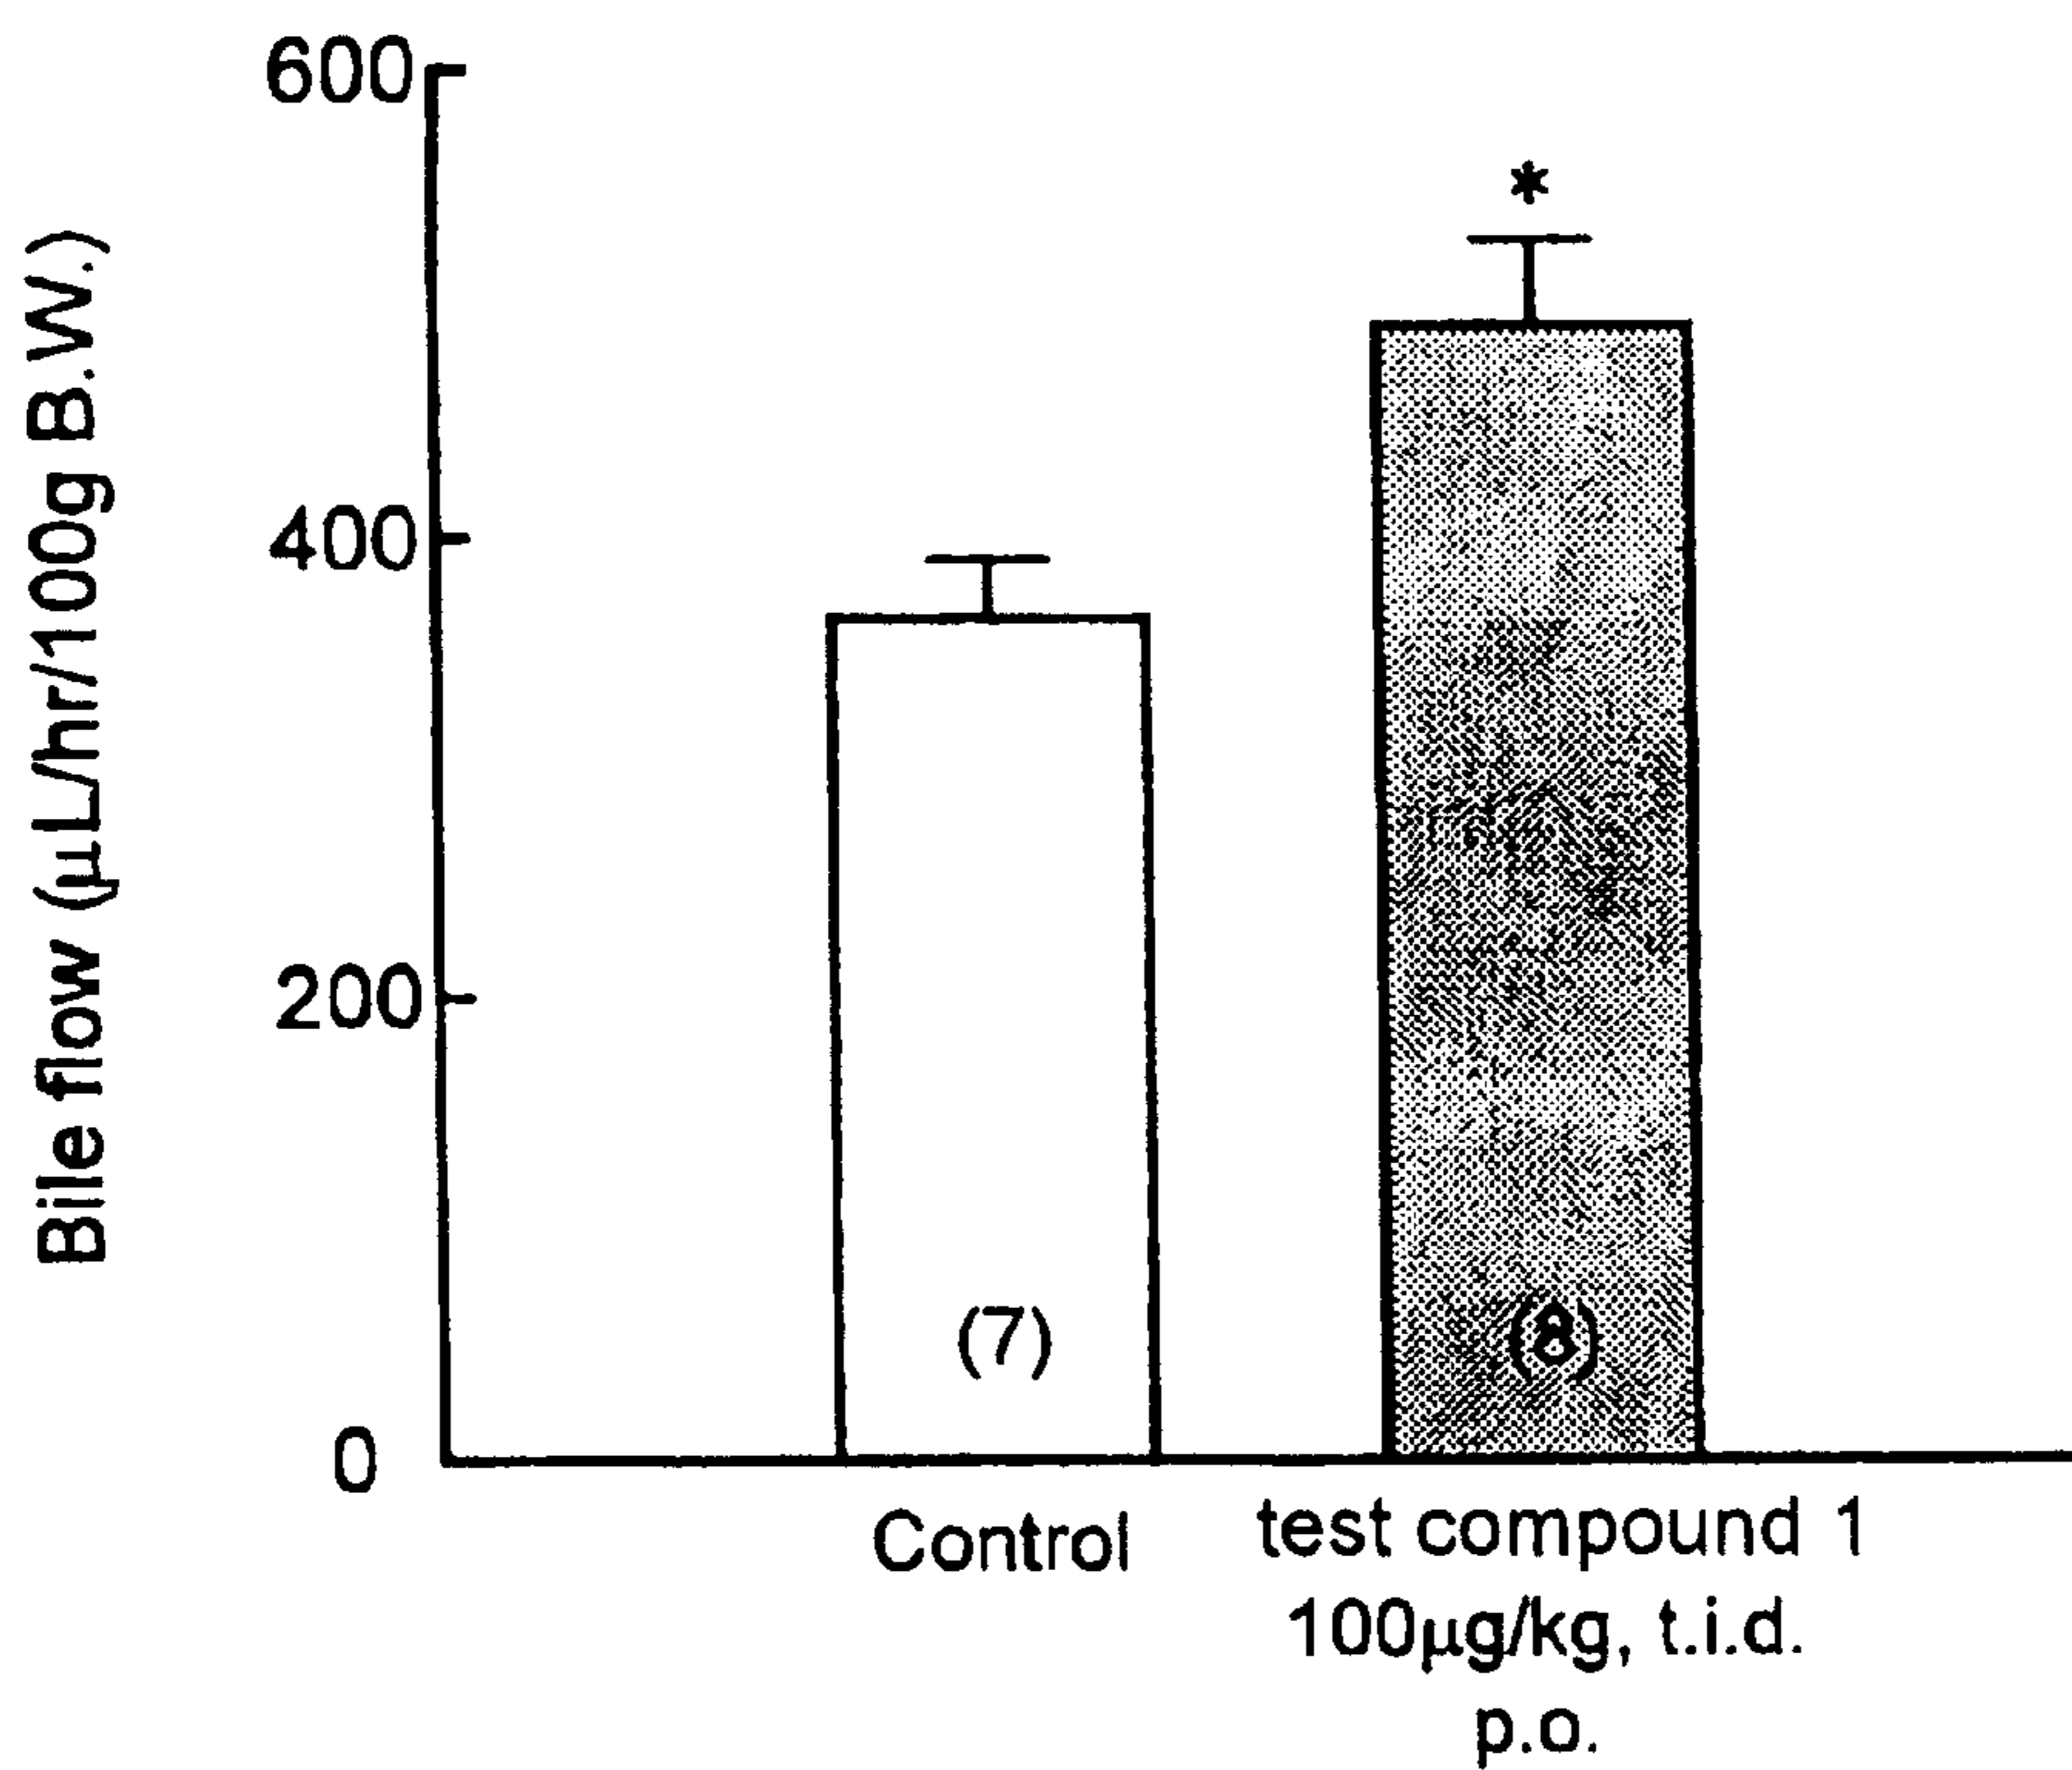 Bile flow (µL/hr/100g B.W.)
600
400
200
0
*
(7)
(8)
Control
test compound 1
100µg/kg, t.i.d.
p.o.